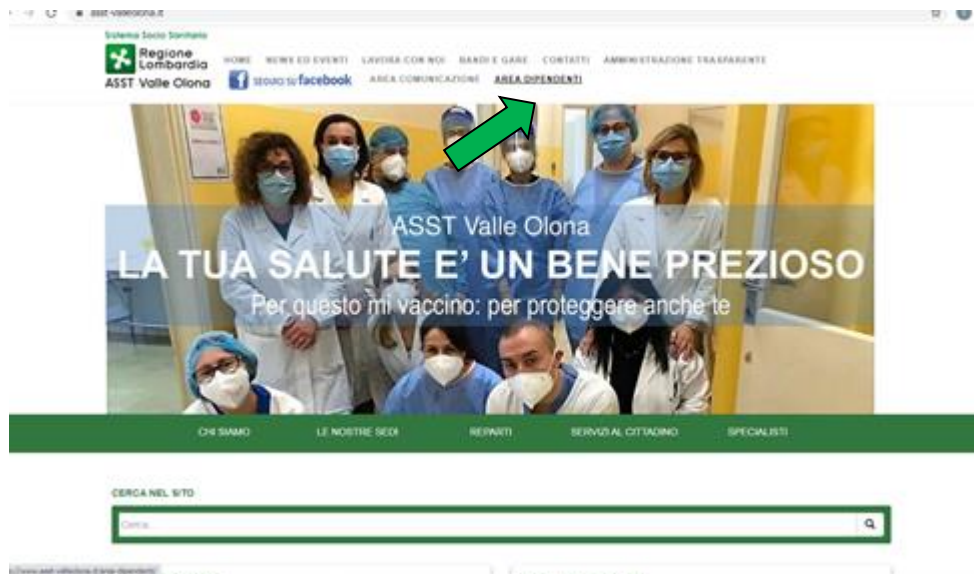 asst-valleolona.it
Sistema Socio Sanitario
Regione
Lombardia
ASST Valle Olona
HOME NEWS ED EVENTI LAVORA CON NOI BANDI E GARE CONTATTI AMMINISTRAZIONE TRASPARENTE
SEGUICI SU facebook AREA COMUNICAZIONE AREA DIPENDENTI
ASST Valle Olona
LA TUA SALUTE E' UN BENE PREZIOSO
Per questo mi vaccino: per proteggere anche te
CHI SIAMO LE NOSTRE SEDI REPARTI SERVIZI AL CITTADINO SPECIALISTI
CERCA NEL SITO
Cerca